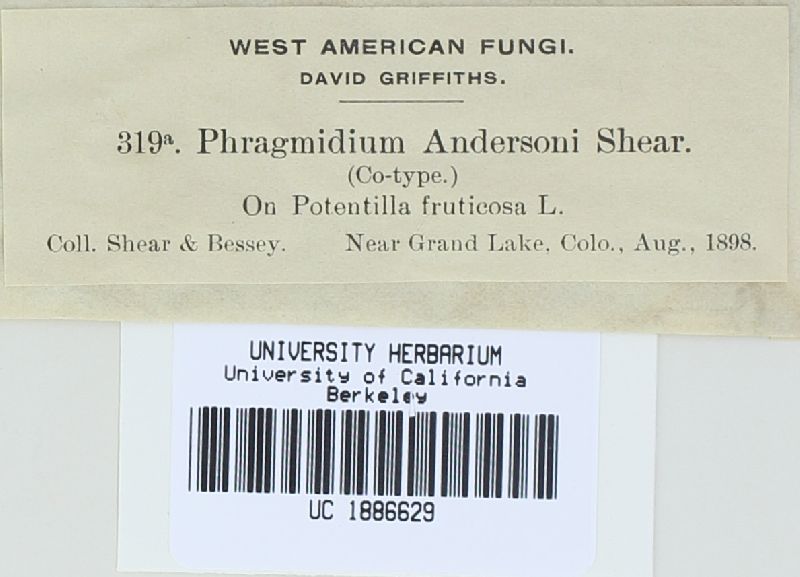 WEST AMERICAN FUNGI.
DAVID GRIFFITHS.
319ª. Phragmidium Andersoni Shear.
(Co-type.)
On Potentilla fruticosa L.
Coll. Shear & Bessey. Near Grand Lake, Colo., Aug., 1898.
UNIVERSITY HERBARIUM
University of California
Berkeley
UC 1886629